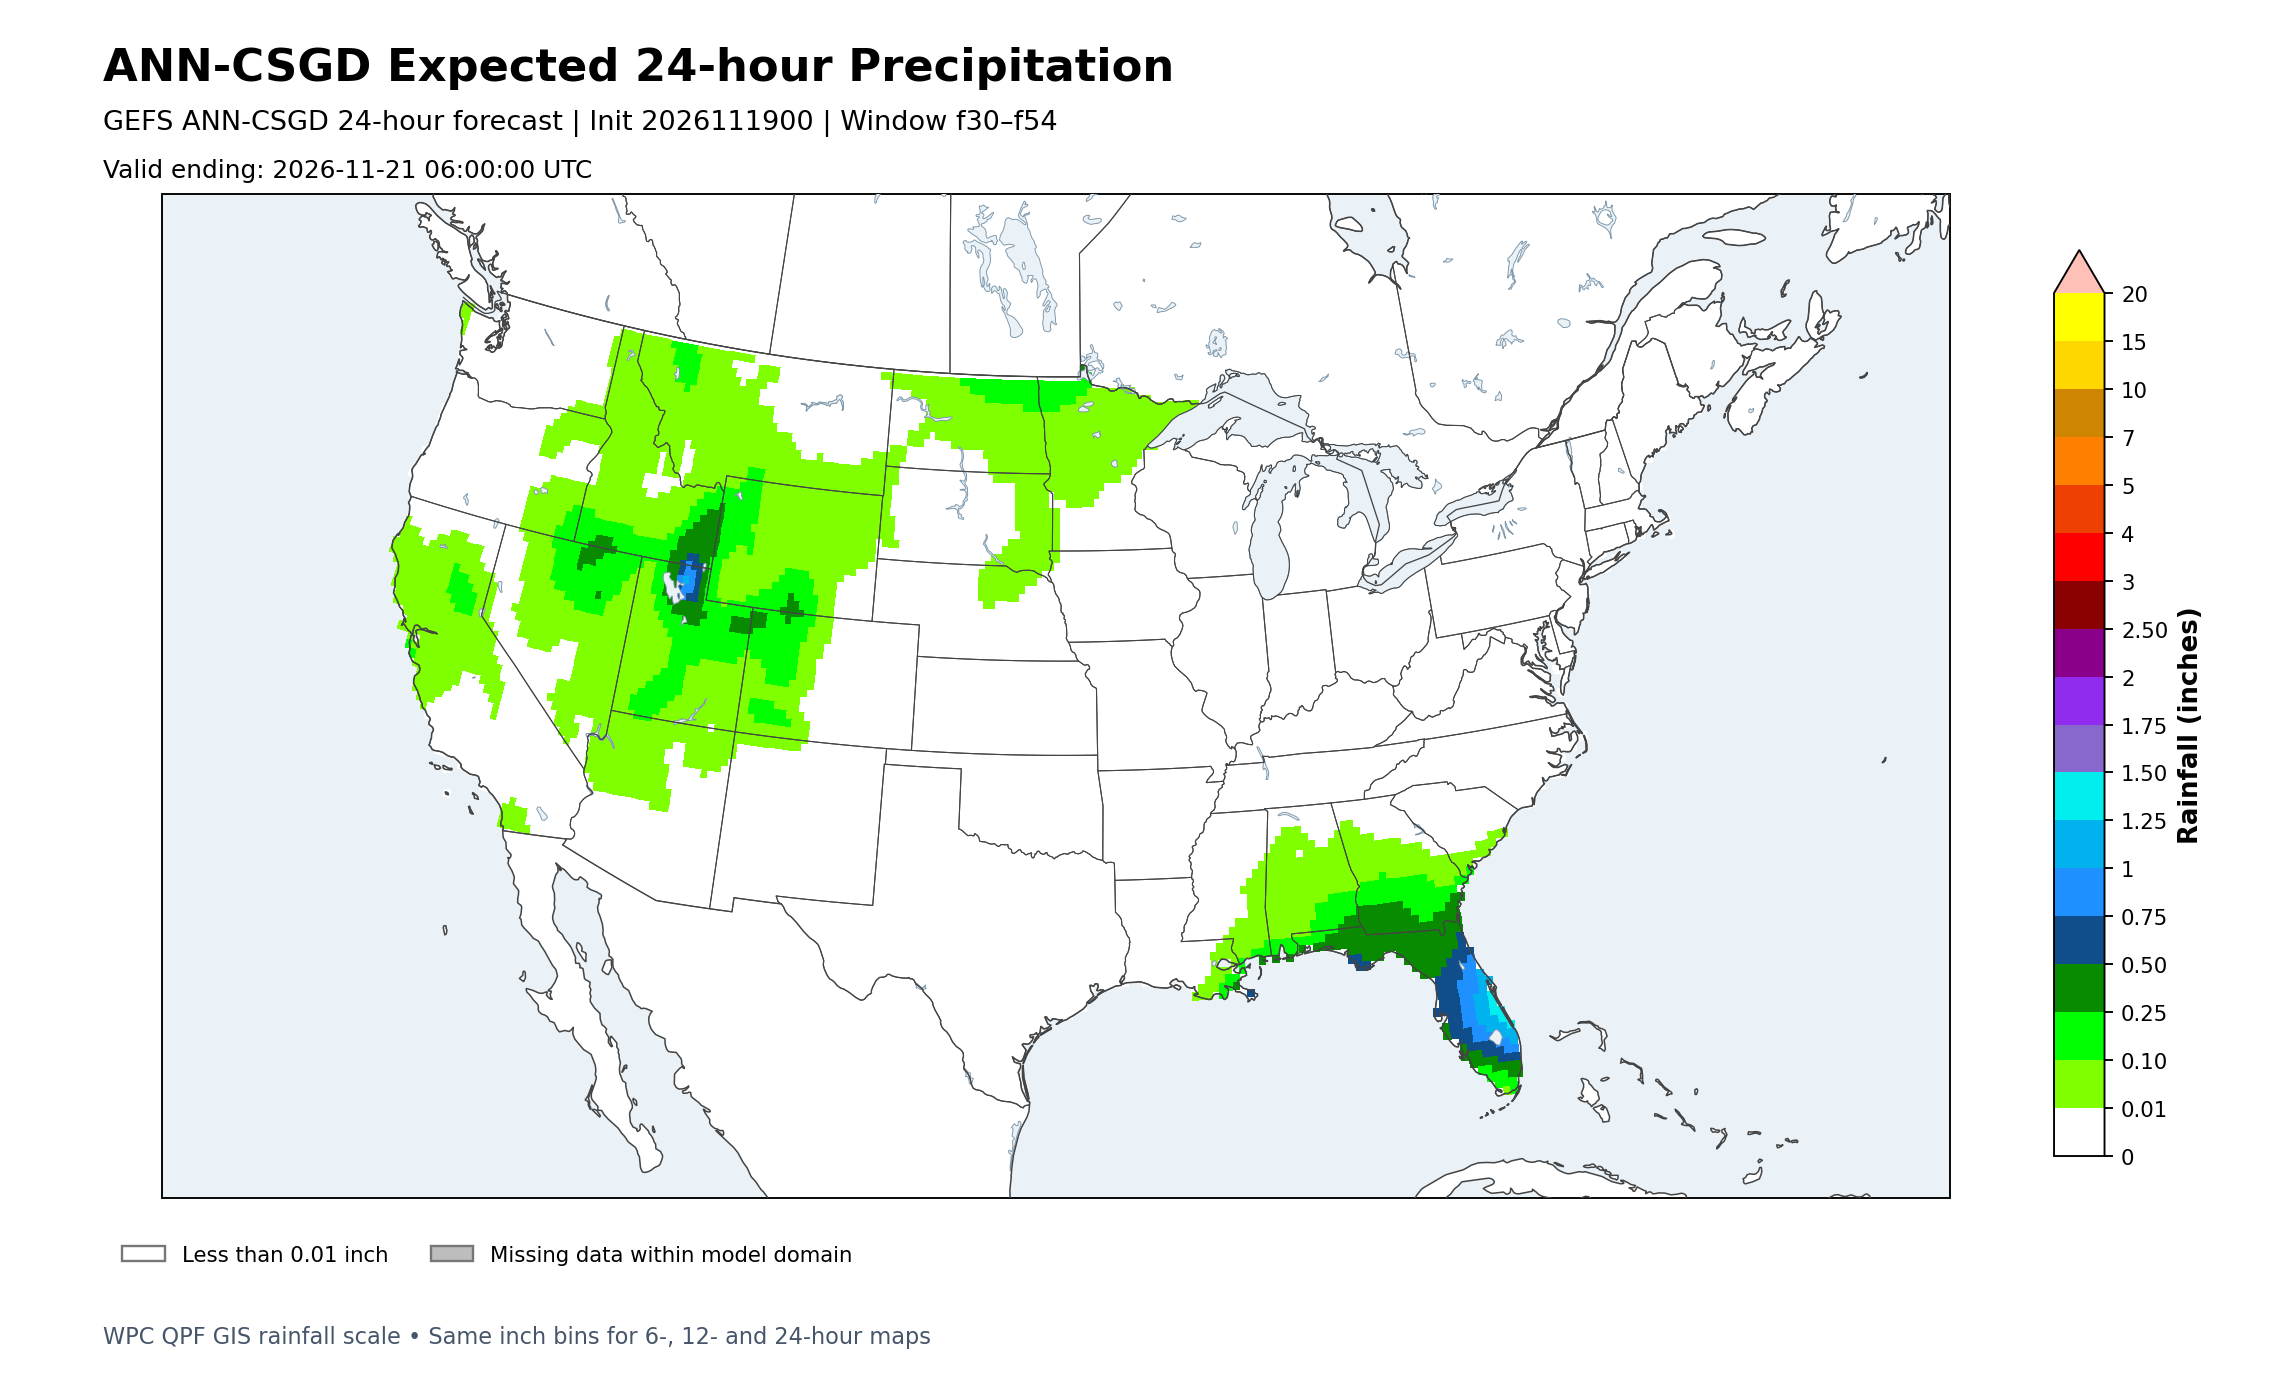 ANN-CSGD Expected 24-hour Precipitation
GEFS ANN-CSGD 24-hour forecast | Init 2026111900 | Window f30–f54
Valid ending: 2026-11-21 06:00:00 UTC
20
15
10
7
5
4
3
2.50
2
1.75
1.50
1.25
1
0.75
0.50
0.25
0.10
0.01
0
Rainfall (inches)
Less than 0.01 inch
Missing data within model domain
WPC QPF GIS rainfall scale • Same inch bins for 6-, 12- and 24-hour maps